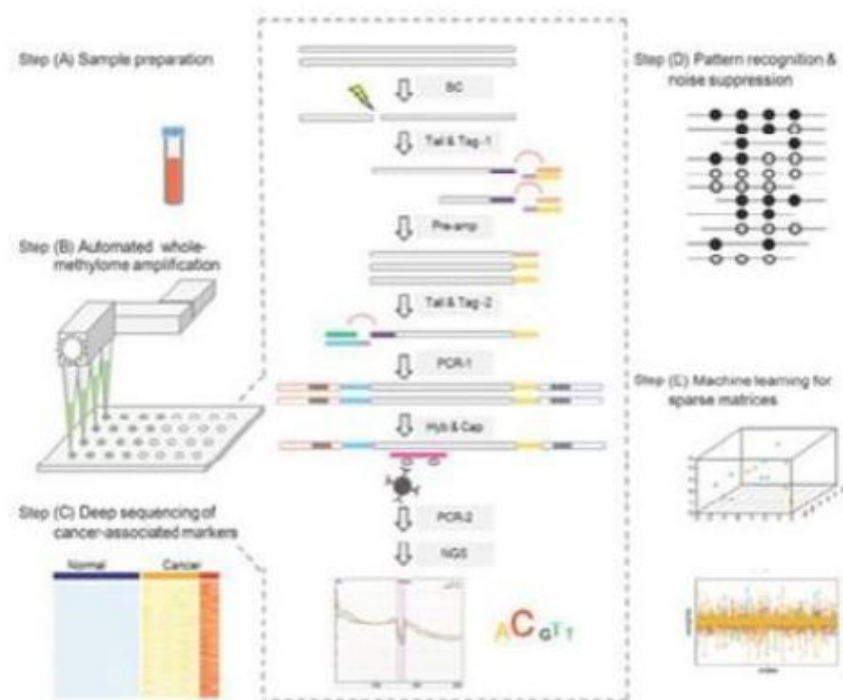 Step (A) Sample preparation
Step (B) Automated whole-
methylome amplification
Step (C) Deep sequencing of
cancer-associated markers
Normal
Cancer
BC
Tail & Tag -1
Pre-amp
Tail & Tag -2
PCR-1
Hyb & Cap
PCR-2
NGS
ACGTT
Step (D) Pattern recognition &
noise suppression
Step (E) Machine learning for
sparse matrices